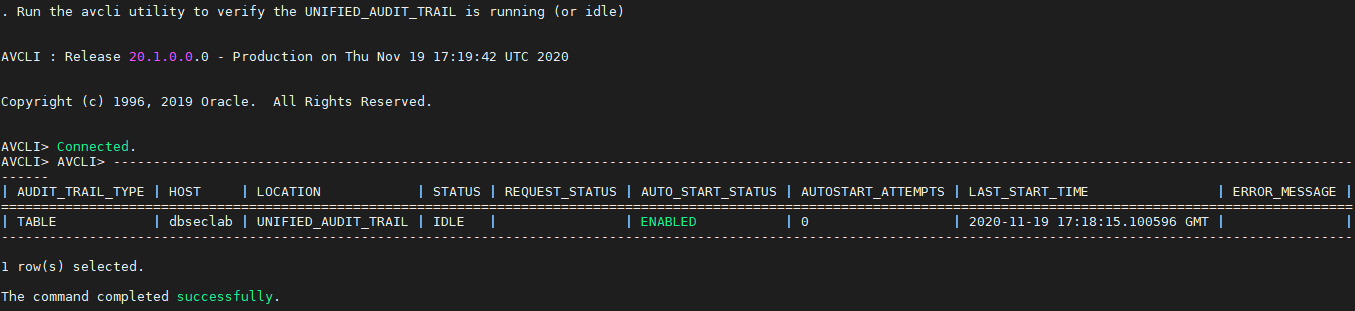 . Run the avcli utility to verify the UNIFIED_AUDIT_TRAIL is running (or idle)
AVCLI : Release 20.1.0.0.0 - Production on Thu Nov 19 17:19:42 UTC 2020
Copyright (c) 1996, 2019 Oracle.  All Rights Reserved.
AVCLI> Connected.
AVCLI> AVCLI> -----------------------------------------------------------------------------------------------------------------------------------------------------------
------
| AUDIT_TRAIL_TYPE | HOST     | LOCATION            | STATUS | REQUEST_STATUS | AUTO_START_STATUS | AUTOSTART_ATTEMPTS | LAST_START_TIME                | ERROR_MESSAGE |
=========================================================================================================================================================================
| TABLE            | dbseclab | UNIFIED_AUDIT_TRAIL | IDLE   |                | ENABLED           | 0                  | 2020-11-19 17:18:15.100596 GMT |               |
-------------------------------------------------------------------------------------------------------------------------------------------------------------------------
1 row(s) selected.
The command completed successfully.